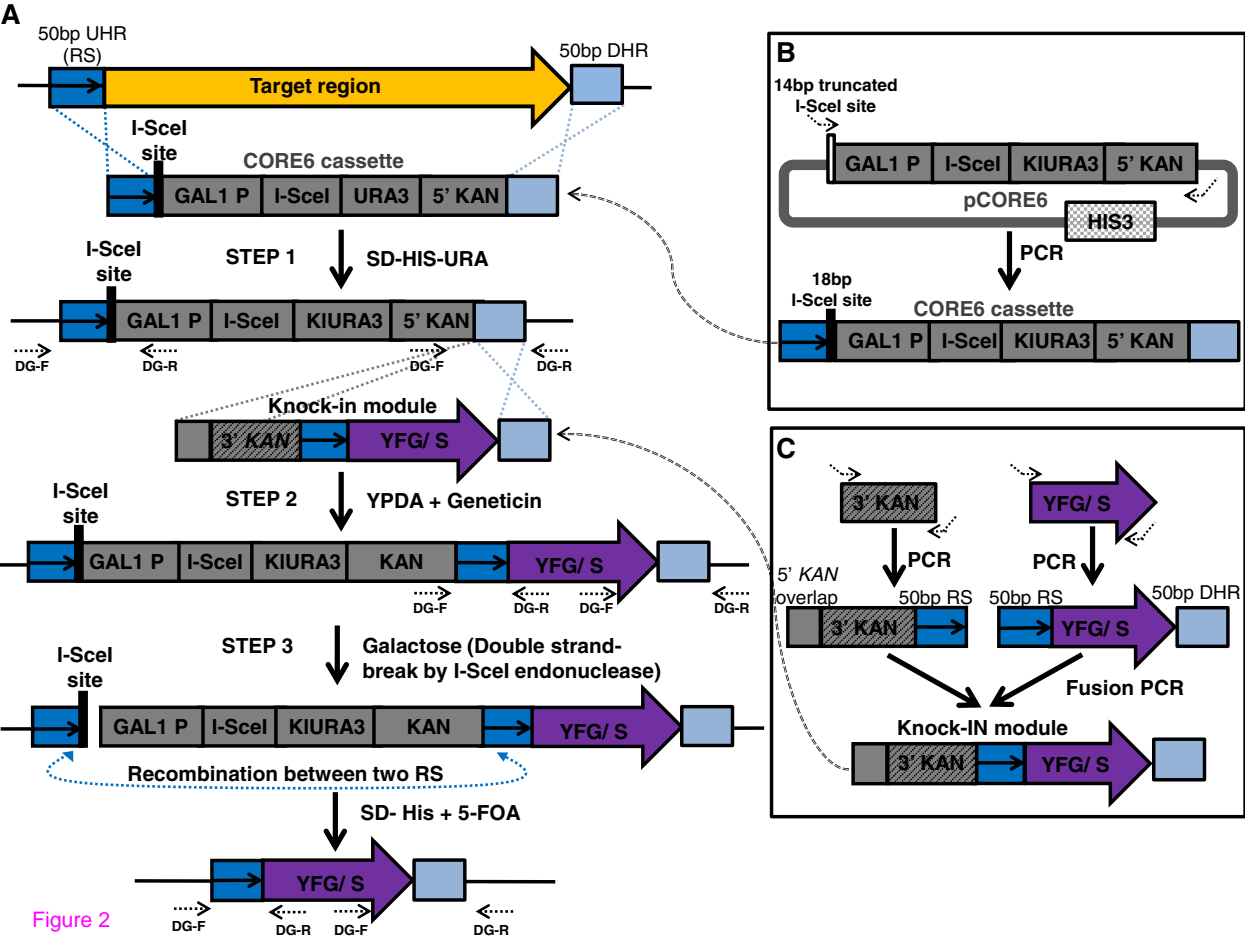 A
50bp UHR
(RS)
50bp DHR
Target region
I-SceI
site
CORE6 cassette
GAL1 P
I-SceI
URA3
5' KAN
STEP 1
SD-HIS-URA
I-SceI
site
GAL1 P
I-SceI
KIURA3
5' KAN
DG-F
DG-R
DG-F
DG-R
Knock-in module
3' KAN
YFG/ S
STEP 2
YPDA + Geneticin
I-SceI
site
GAL1 P
I-SceI
KIURA3
KAN
YFG/ S
DG-F
DG-R
DG-F
DG-R
STEP 3
Galactose (Double strand-
break by I-SceI endonuclease)
I-SceI
site
GAL1 P
I-SceI
KIURA3
KAN
YFG/ S
Recombination between two RS
SD- His + 5-FOA
YFG/ S
DG-F
DG-R
DG-F
DG-R
Figure 2
B
14bp truncated
I-SceI site
GAL1 P
I-SceI
KIURA3
5' KAN
pCORE6
HIS3
PCR
18bp
I-SceI site
CORE6 cassette
GAL1 P
I-SceI
KIURA3
5' KAN
C
3' KAN
YFG/ S
PCR
PCR
5' KAN
overlap
50bp RS
50bp RS
50bp DHR
3' KAN
YFG/ S
Fusion PCR
Knock-IN module
3' KAN
YFG/ S